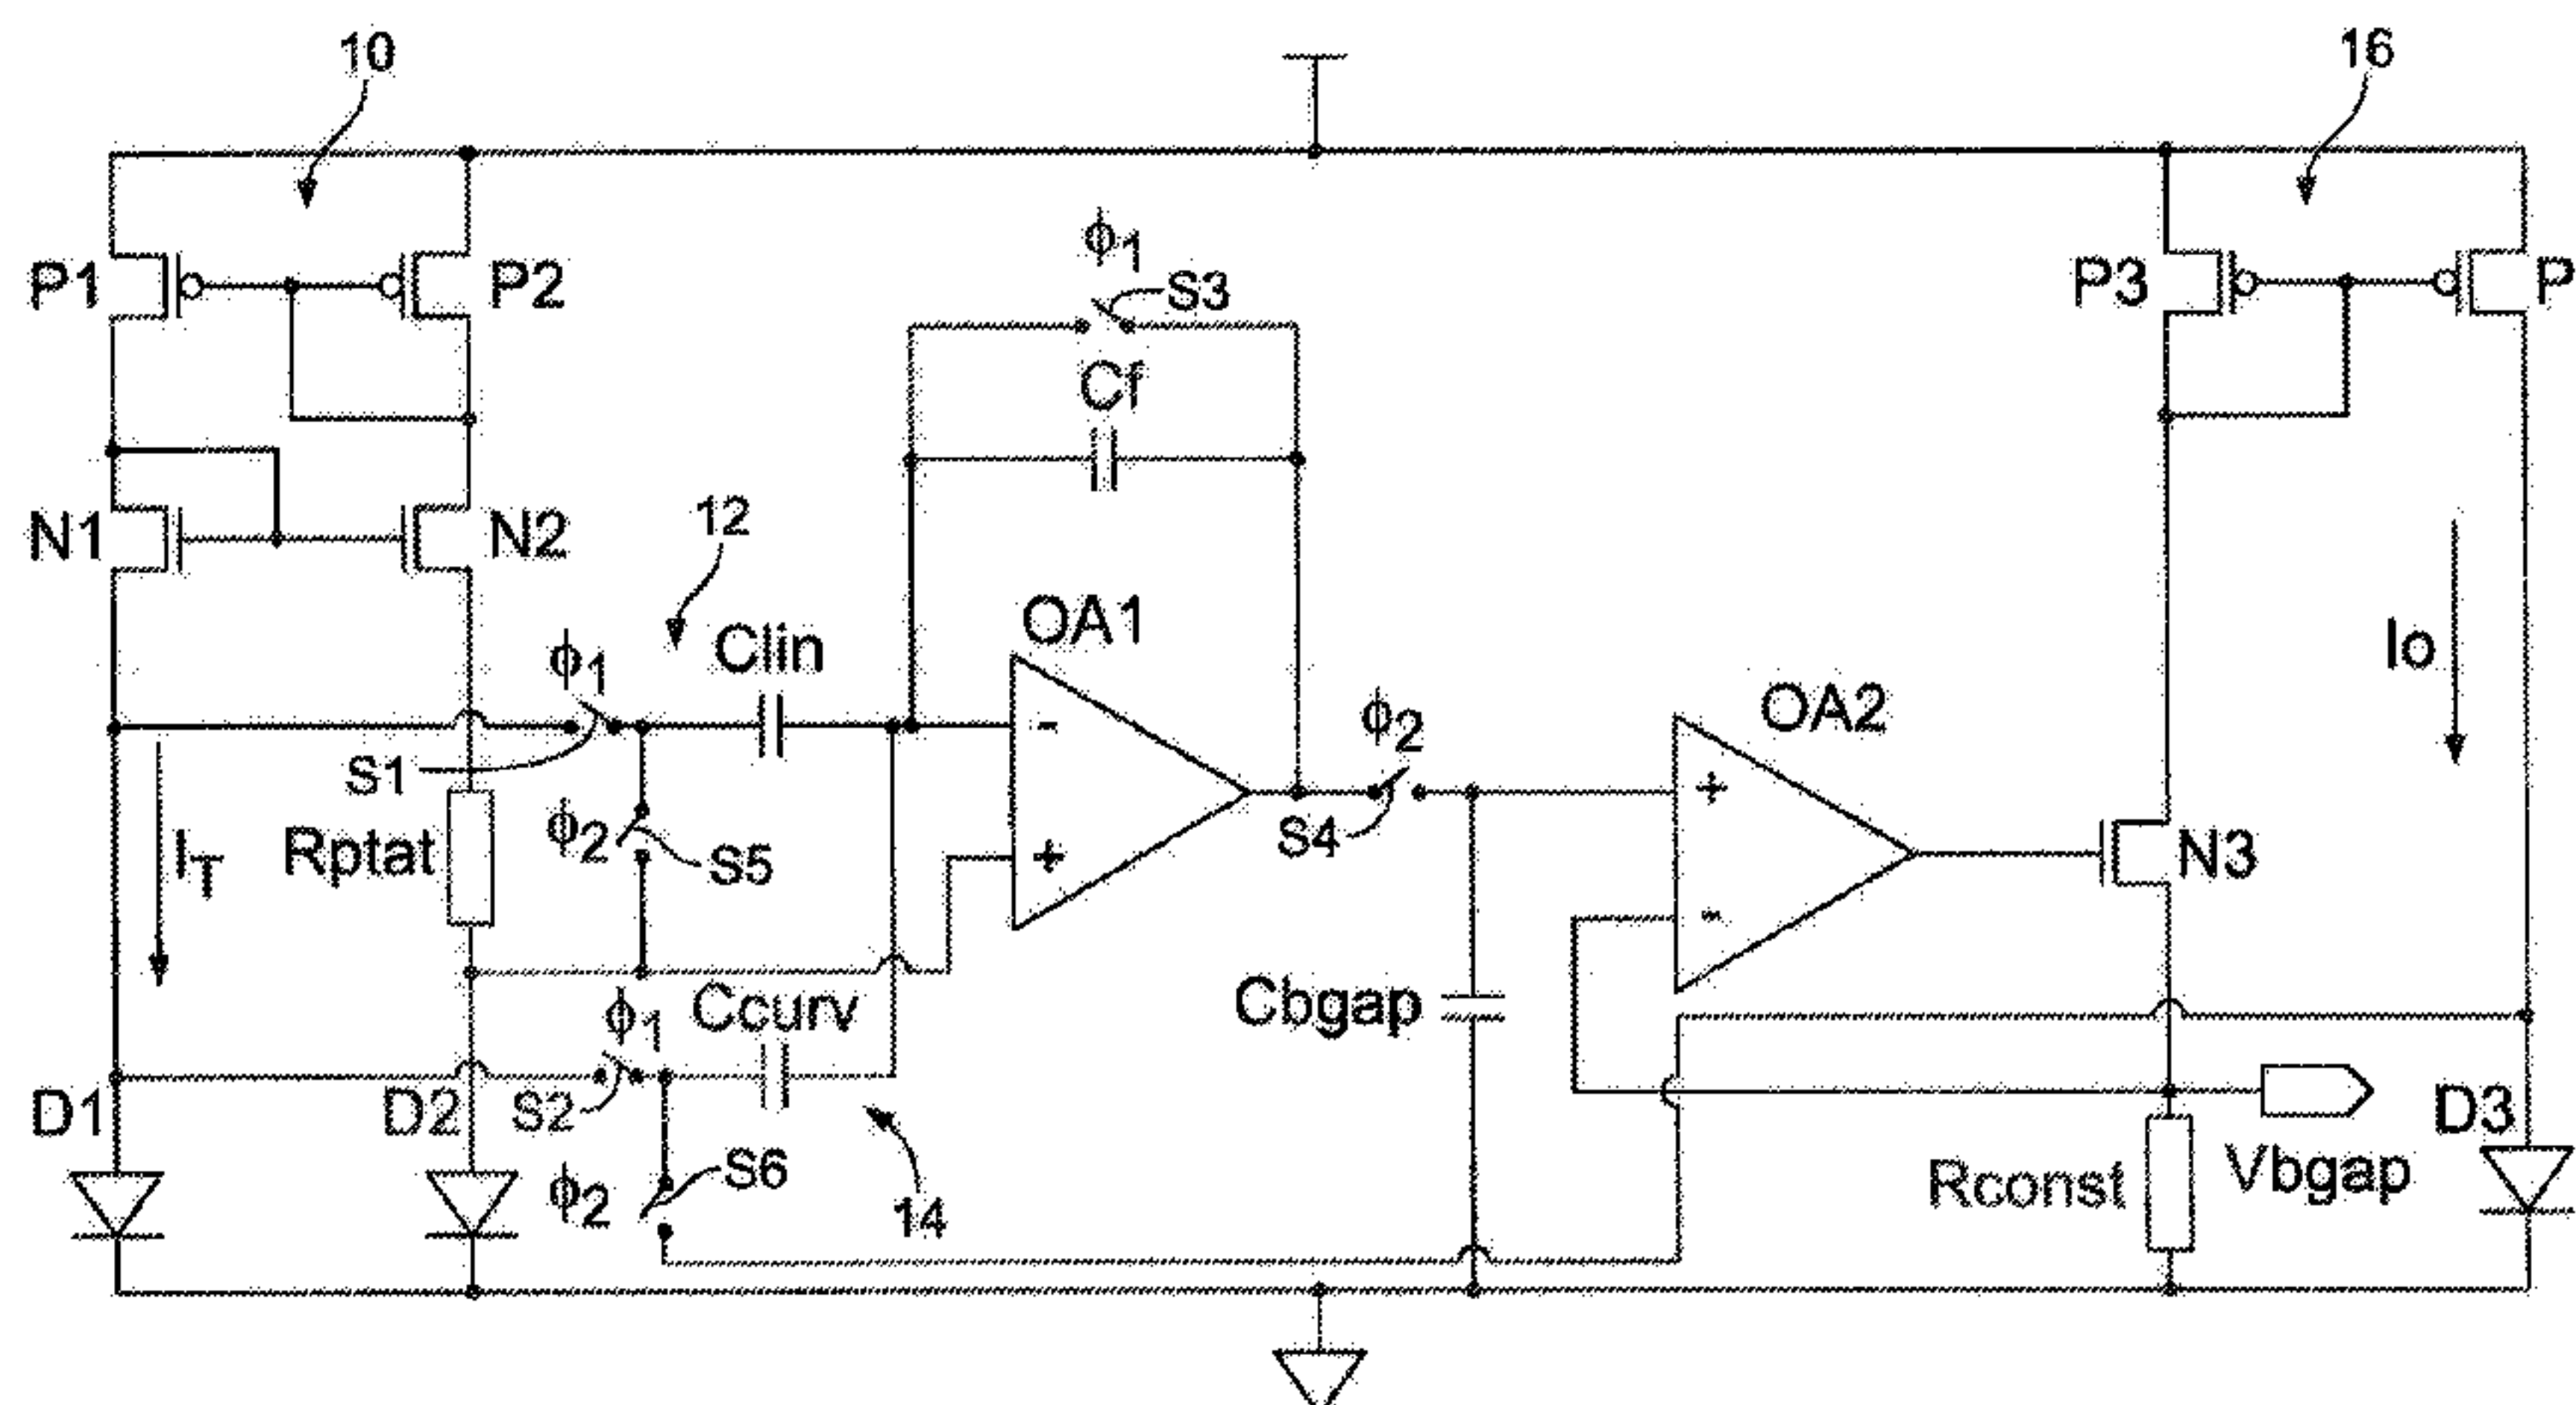 10
16
P1
P2
ϕ1
S3
P3
P
Cf
N1
N2
12
OA1
Clin
ϕ1
Io
OA2
ϕ2
S1
S4
IT
Rptat
ϕ2
S5
N3
+
-
+
-
Cbgap
ϕ1
Ccurv
D1
D2
S2
D3
ϕ2
S6
14
Rconst
Vbgap